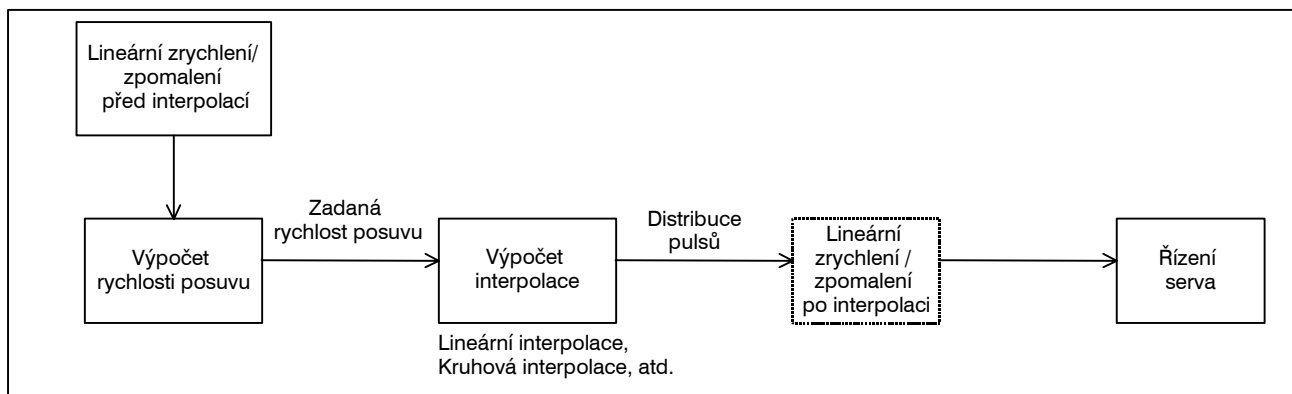 Lineární zrychlení/
zpomalení
před interpolací
Výpočet
rychlosti posuvu
Zadaná
rychlost posuvu
Výpočet
interpolace
Lineární interpolace,
Kruhová interpolace, atd.
Distribuce
pulsů
Lineární
zrychlení /
zpomalení
po interpolaci
Řízení
serva